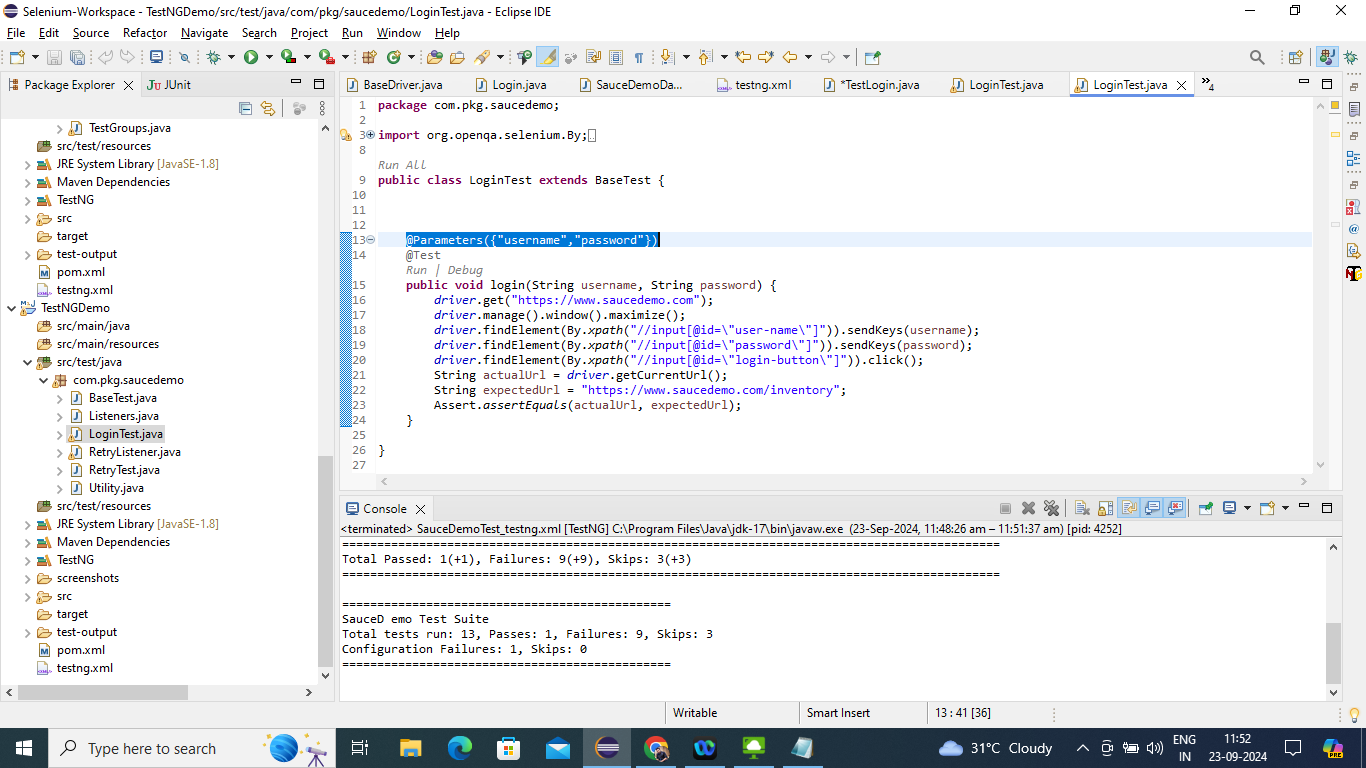 Selenium-Workspace - TestNGDemo/src/test/java/com/pkg/saucedemo/LoginTest.java - Eclipse IDE
File Edit Source Refactor Navigate Search Project Run Window Help
Package Explorer JUnit
TestGroups.java
src/test/resources
JRE System Library [JavaSE-1.8]
Maven Dependencies
TestNG
src
target
test-output
pom.xml
testng.xml
TestNGDemo
src/main/java
src/main/resources
src/test/java
com.pkg.saucedemo
BaseTest.java
Listeners.java
LoginTest.java
RetryListener.java
RetryTest.java
Utility.java
src/test/resources
JRE System Library [JavaSE-1.8]
Maven Dependencies
TestNG
screenshots
src
target
test-output
pom.xml
testng.xml
BaseDriver.java Login.java SauceDemoDa... testng.xml *TestLogin.java LoginTest.java LoginTest.java 4
1 package com.pkg.saucedemo;
2
3 import org.openqa.selenium.By;
8
Run All
9 public class LoginTest extends BaseTest {
10
11
12
13 @Parameters({"username","password"})
14 @Test
Run | Debug
15 public void login(String username, String password) {
16 driver.get("https://www.saucedemo.com");
17 driver.manage().window().maximize();
18 driver.findElement(By.xpath("//input[@id=\"user-name\"]")).sendKeys(username);
19 driver.findElement(By.xpath("//input[@id=\"password\"]")).sendKeys(password);
20 driver.findElement(By.xpath("//input[@id=\"login-button\"]")).click();
21 String actualUrl = driver.getCurrentUrl();
22 String expectedUrl = "https://www.saucedemo.com/inventory";
23 Assert.assertEquals(actualUrl, expectedUrl);
24 }
25
26 }
27
Console
<terminated> SauceDemoTest_testng.xml [TestNG] C:\Program Files\Java\jdk-17\bin\javaw.exe (23-Sep-2024, 11:48:26 am – 11:51:37 am) [pid: 4252]
===============================================================================================
Total Passed: 1(+1), Failures: 9(+9), Skips: 3(+3)
===============================================================================================
===============================================
SauceD emo Test Suite
Total tests run: 13, Passes: 1, Failures: 9, Skips: 3
Configuration Failures: 1, Skips: 0
===============================================
Writable Smart Insert 13 : 41 [36]
Type here to search
31°C Cloudy
ENG
IN
11:52
23-09-2024
PRE